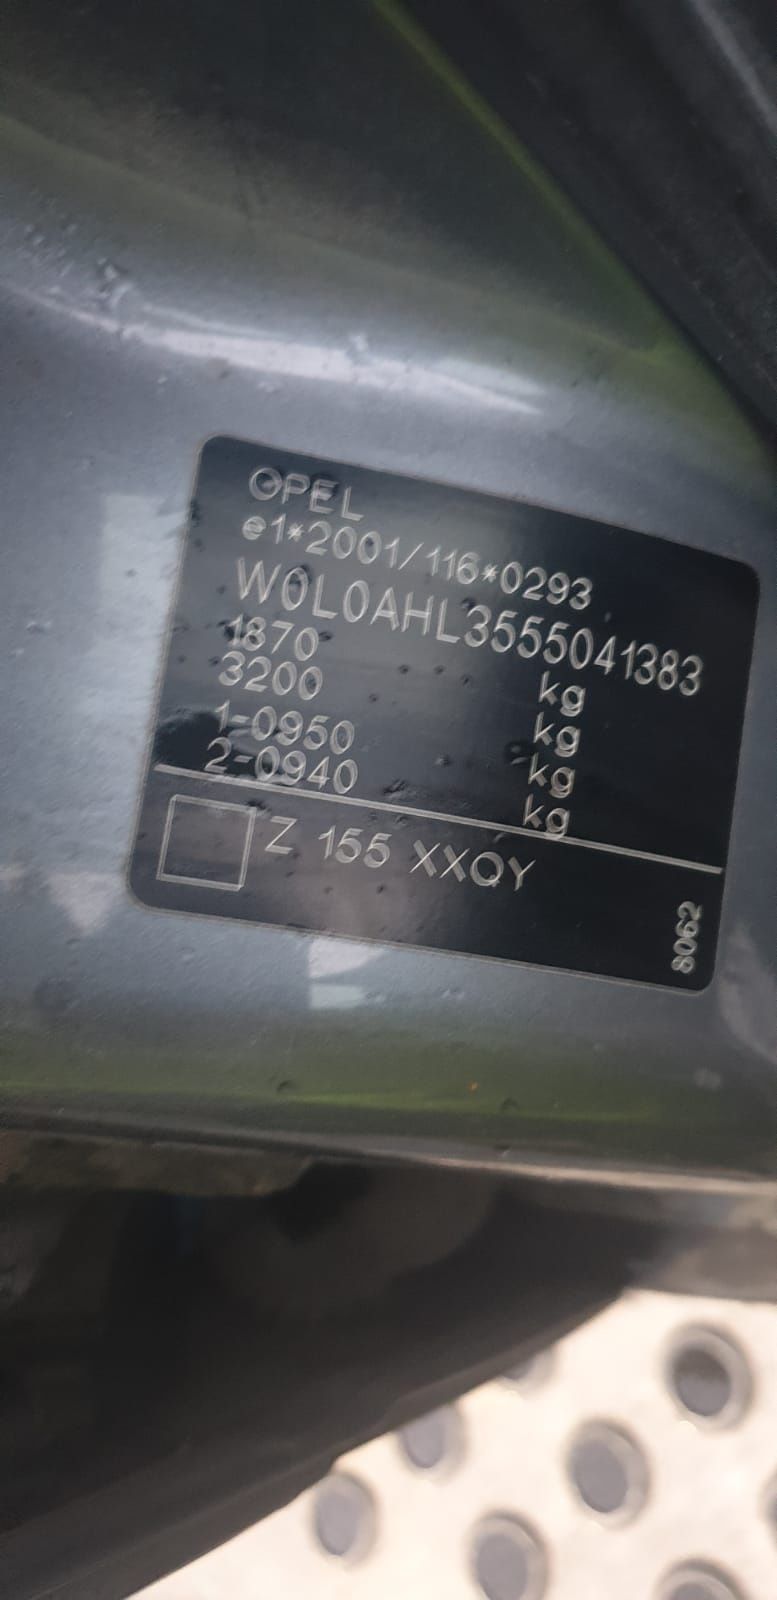 OPEL
e1*2001/116*0293
W0L0AHL3555041383
1870 kg
3200 kg
1-0950 kg
2-0940 kg
Z 155 XXQY
8062